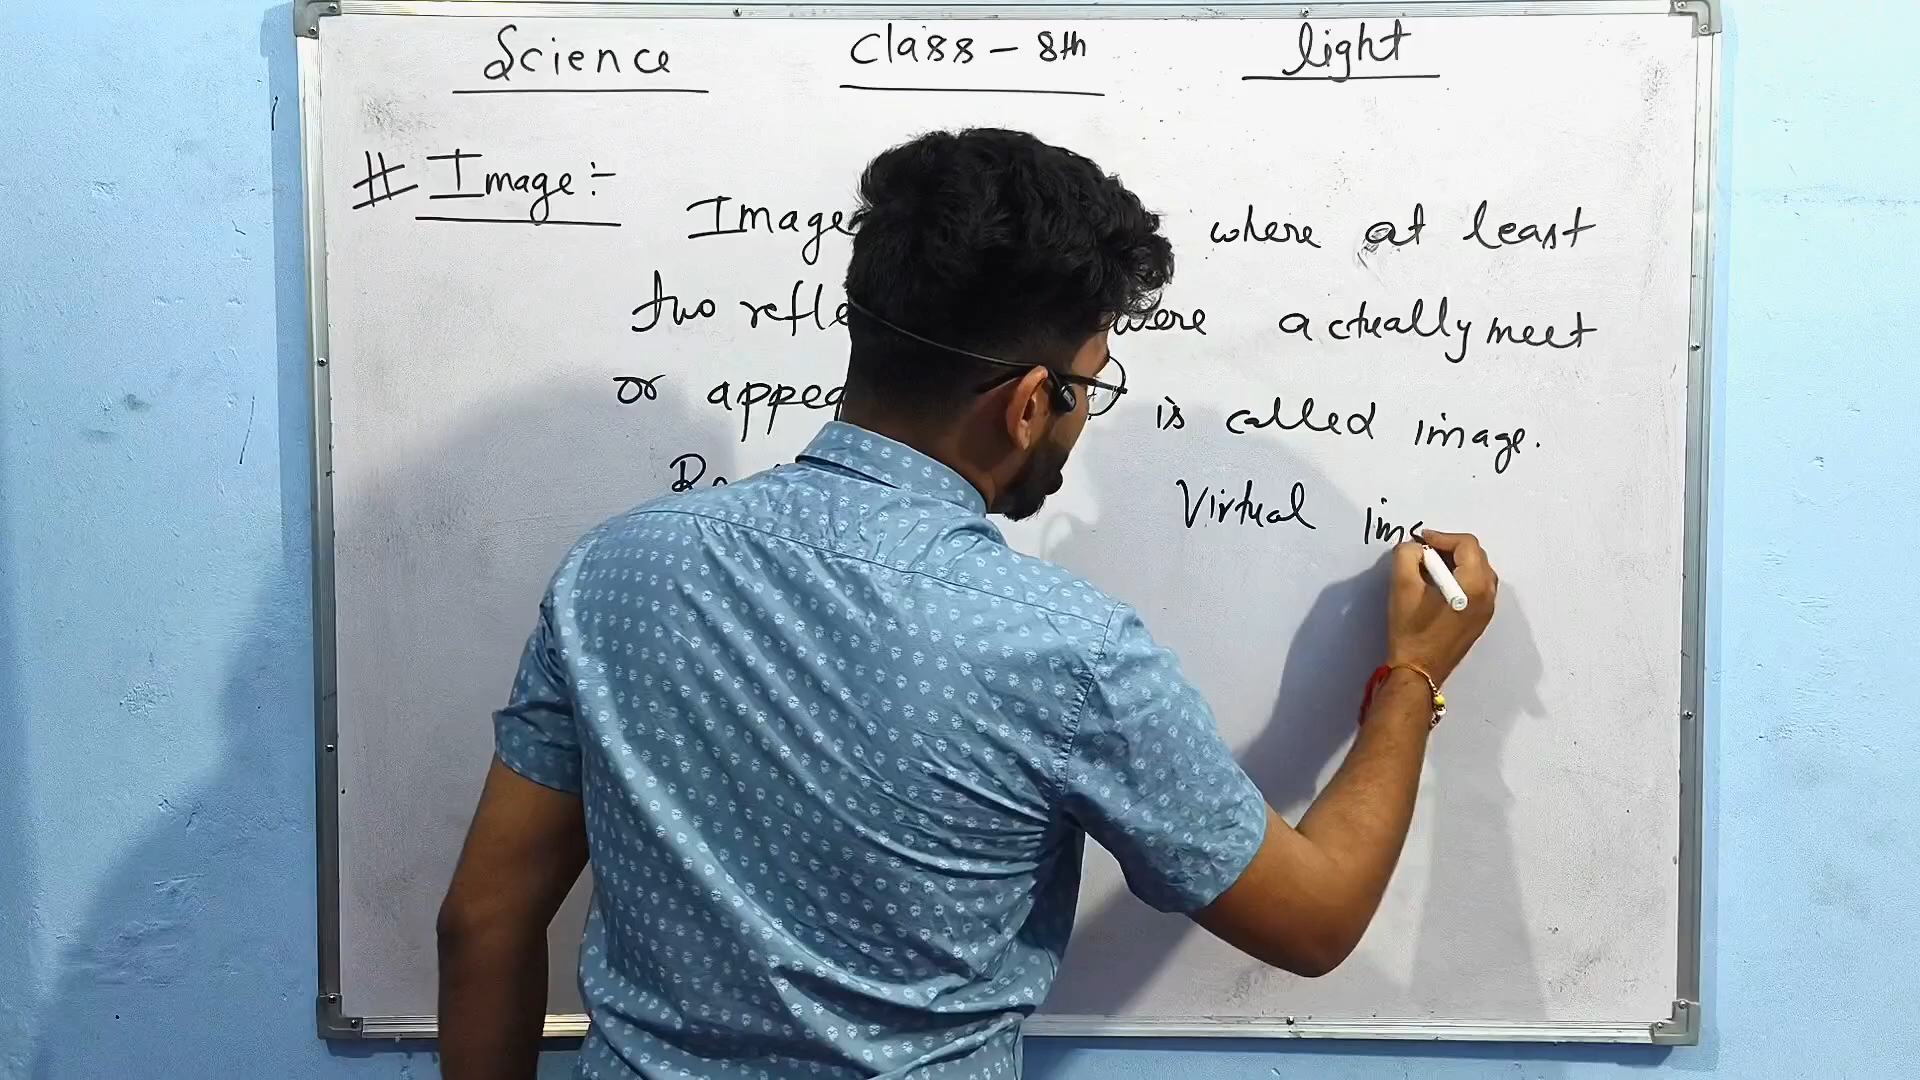 Science Class - 8th light
# Image :-
Image where at least
two refle were actually meet
or appea is called image.
Virtual ima